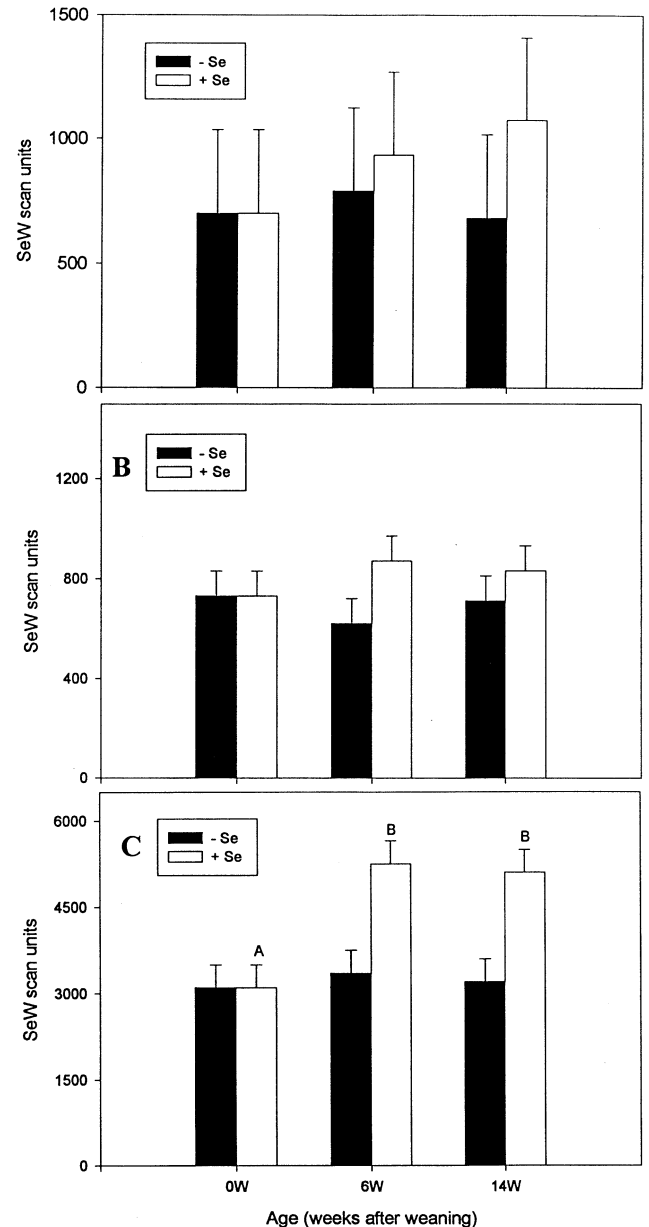 1500
- Se
+ Se
1000
SeW scan units
500
0
B
- Se
+ Se
1200
SeW scan units
800
400
0
C
- Se
+ Se
6000
B
B
4500
A
SeW scan units
3000
1500
0
0W 6W 14W
Age (weeks after weaning)